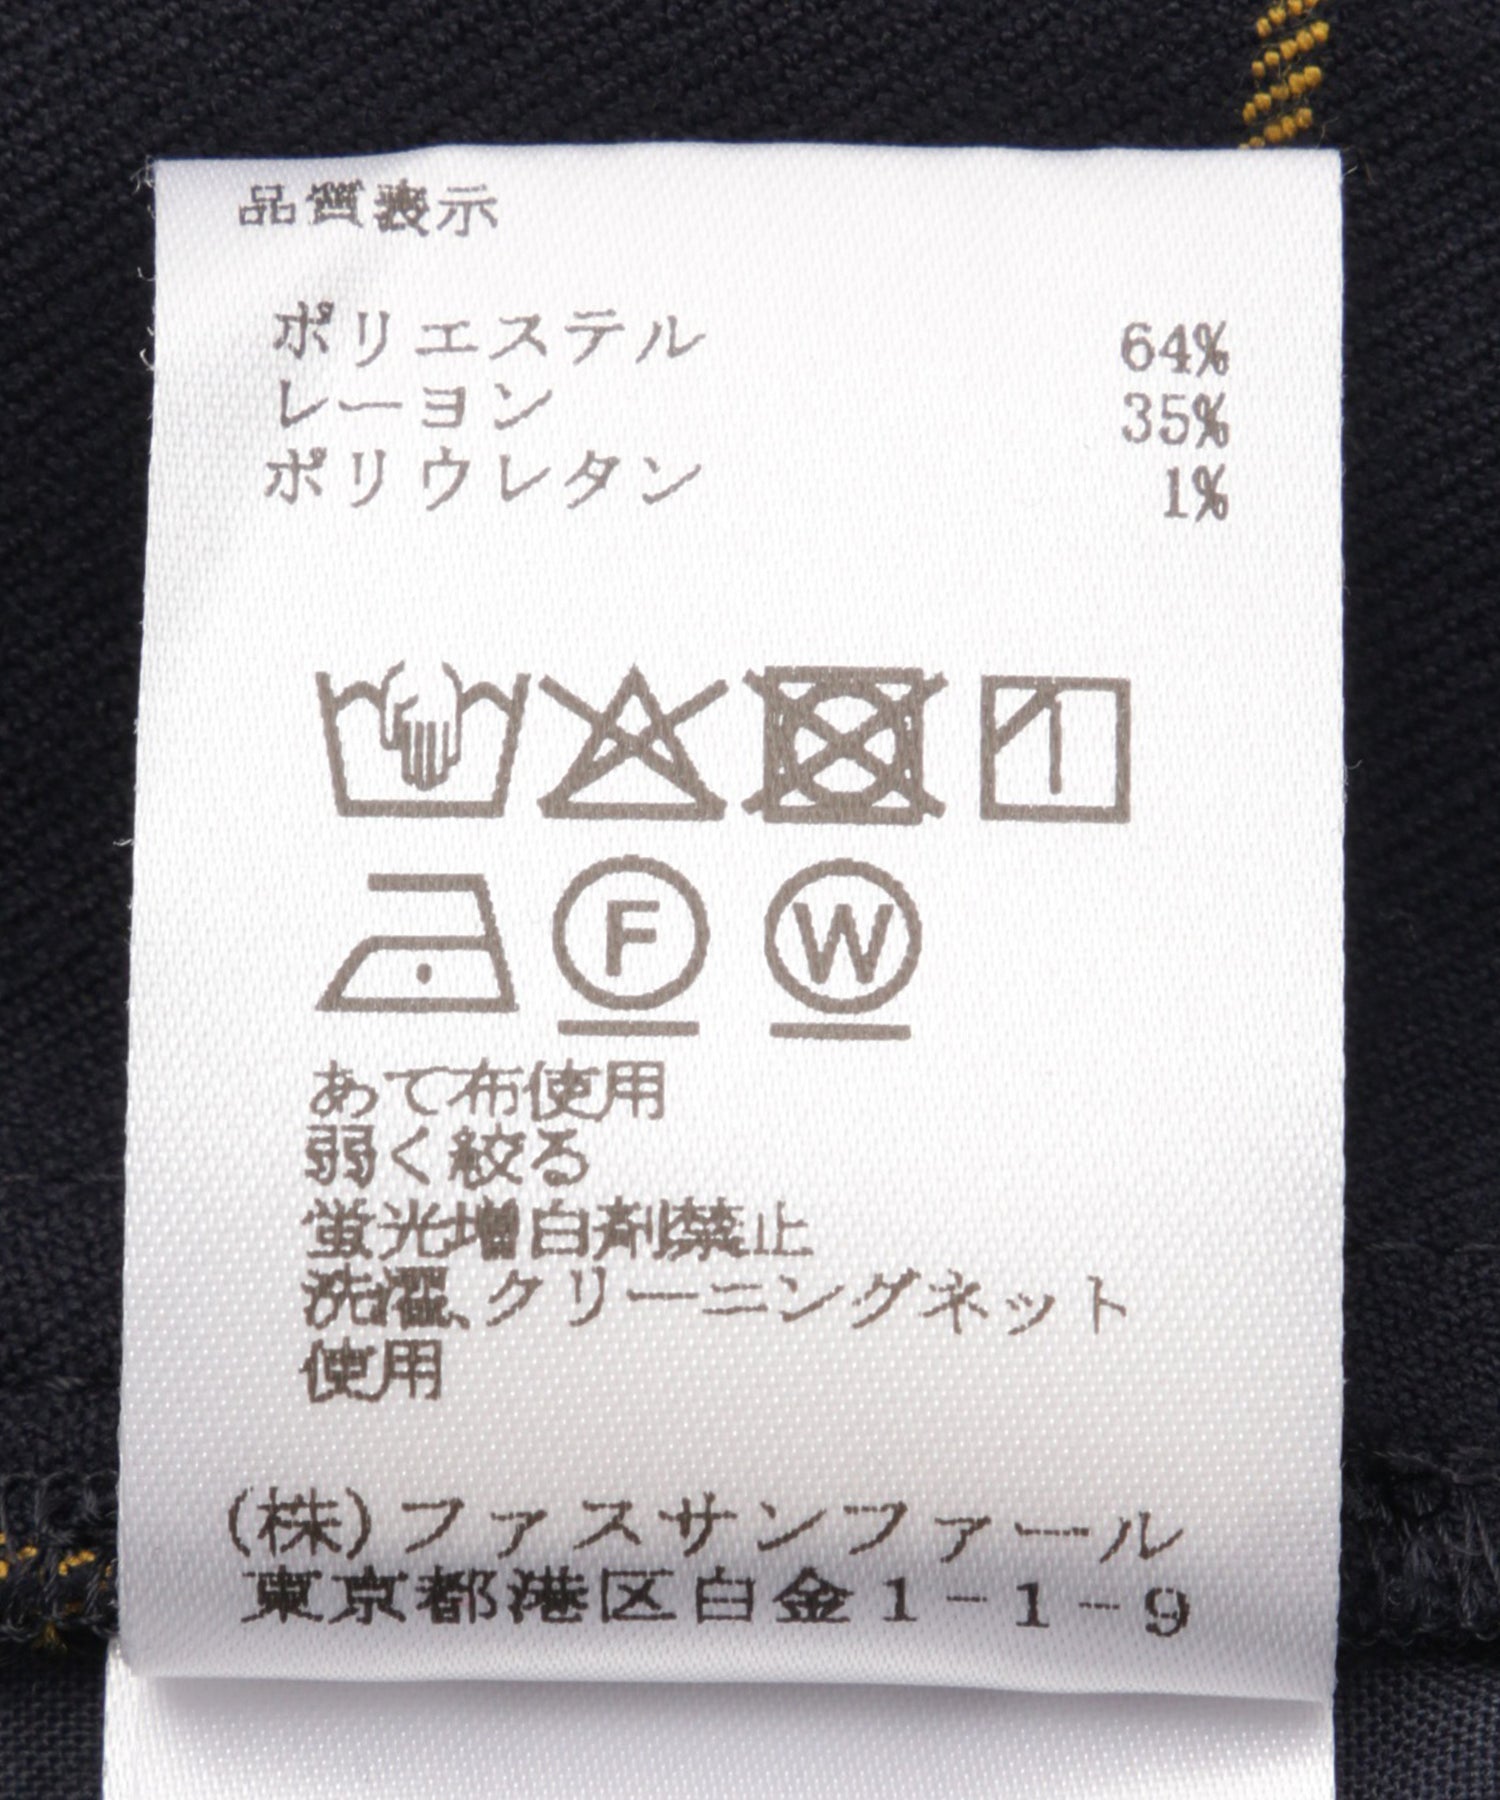 品質表示
ポリエステル 64%
レーヨン 35%
ポリウレタン 1%
F W
あて布使用
弱く絞る
蛍光増白剤禁止
洗濯、クリーニングネット
使用
(株)ファスサンファール
東京都港区白金1-1-9